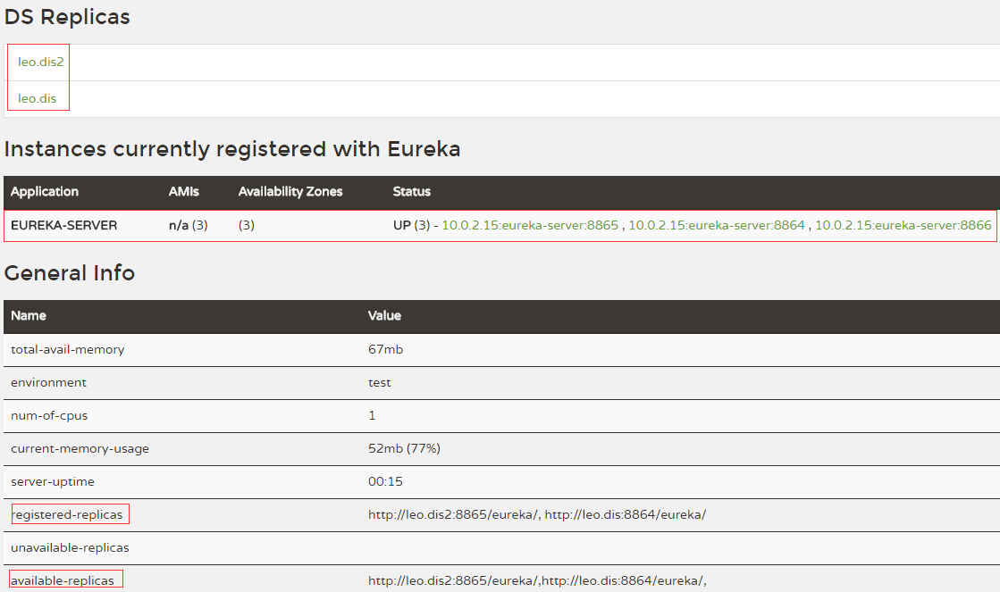 DS Replicas
leo.dis2
leo.dis
Instances currently registered with Eureka
Application AMIs Availability Zones Status
EUREKA-SERVER n/a (3) (3) UP (3) - 10.0.2.15:eureka-server:8865 , 10.0.2.15:eureka-server:8864 , 10.0.2.15:eureka-server:8866
General Info
Name Value
total-avail-memory 67mb
environment test
num-of-cpus 1
current-memory-usage 52mb (77%)
server-uptime 00:15
registered-replicas http://leo.dis2:8865/eureka/, http://leo.dis:8864/eureka/
unavailable-replicas
available-replicas http://leo.dis2:8865/eureka/,http://leo.dis:8864/eureka/,